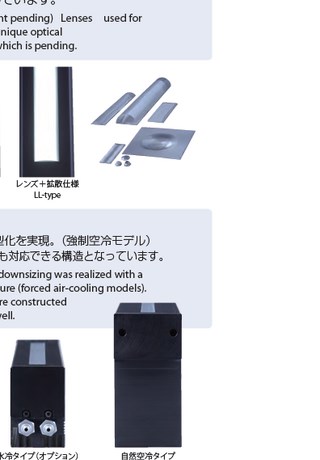 ています。
nt pending) Lenses used for
nique optical
which is pending.
レンズ＋拡散仕様
LL-type
型化を実現。（強制空冷モデル）
も対応できる構造となっています。
downsizing was realized with a
ure (forced air-cooling models).
re constructed
vell.
水冷タイプ（オプション）
自然空冷タイプ